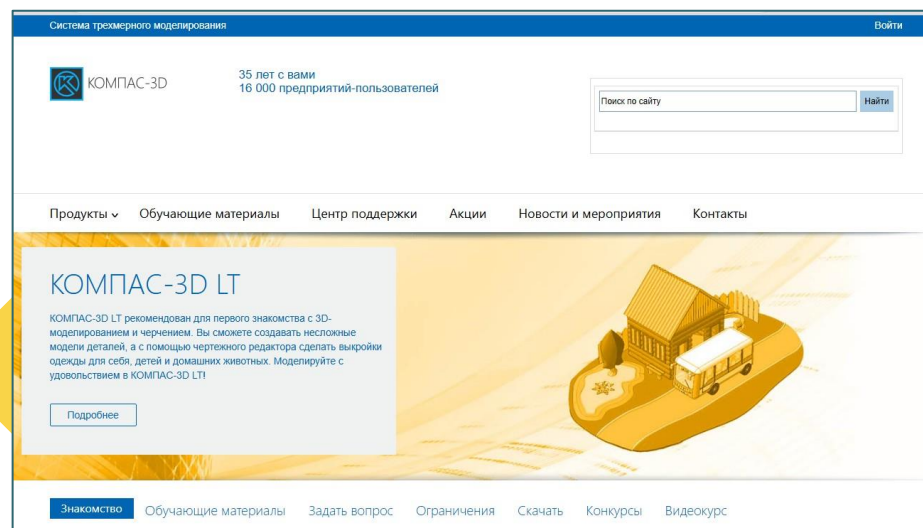 Система трехмерного моделирования
Войти
КОМПАС-3D
35 лет с вами
16 000 предприятий-пользователей
Поиск по сайту
Найти
Продукты
Обучающие материалы
Центр поддержки
Акции
Новости и мероприятия
Контакты
КОМПАС-3D LT
КОМПАС-3D LT рекомендован для первого знакомства с 3D-
моделированием и черчением. Вы сможете создавать несложные
модели деталей, а с помощью чертежного редактора сделать выкройки
одежды для себя, детей и домашних животных. Моделируйте с
удовольствием в КОМПАС-3D LT!
Подробнее
Знакомство
Обучающие материалы
Задать вопрос
Ограничения
Скачать
Конкурсы
Видеокурс